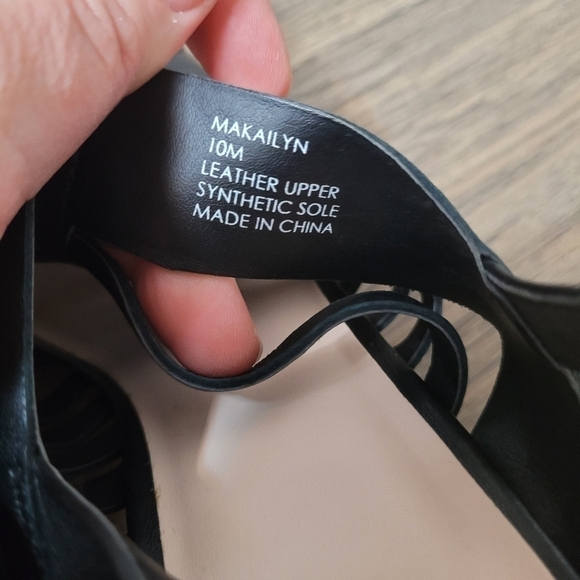 MAKAILYN
10M
LEATHER UPPER
SYNTHETIC SOLE
MADE IN CHINA